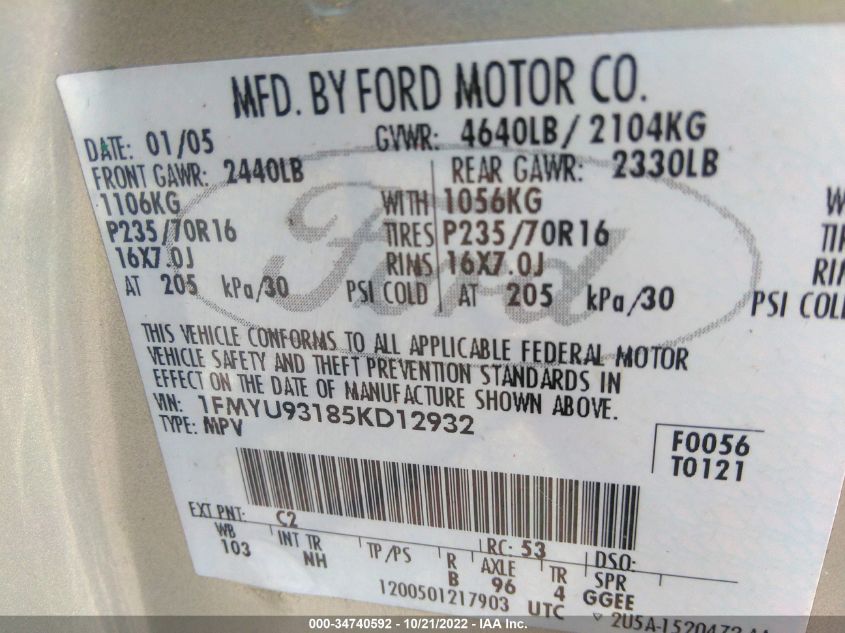 MFD. BY FORD MOTOR CO.
DATE: 01/05 GVWR: 4640LB/2104KG
FRONT GAWR: 2440LB REAR GAWR: 2330LB
1106KG WITH 1056KG
P235/70R16 TIRES P235/70R16
16X7.0J RIMS 16X7.0J
AT 205 kPa/30 PSI COLD AT 205 kPa/30 PSI COL
Ford
THIS VEHICLE CONFORMS TO ALL APPLICABLE FEDERAL MOTOR
VEHICLE SAFETY AND THEFT PREVENTION STANDARDS IN
EFFECT ON THE DATE OF MANUFACTURE SHOWN ABOVE.
VIN: 1FMYU93185KD12932
TYPE: MPV
F0056
T0121
EXT PNT: C2 RC: 53 DSO:
WB INT TR TP/PS R AXLE TR SPR
103 NH B 96 4 GGEE
1200501217903 UTC
000-34740592 - 10/21/2022 - IAA Inc.